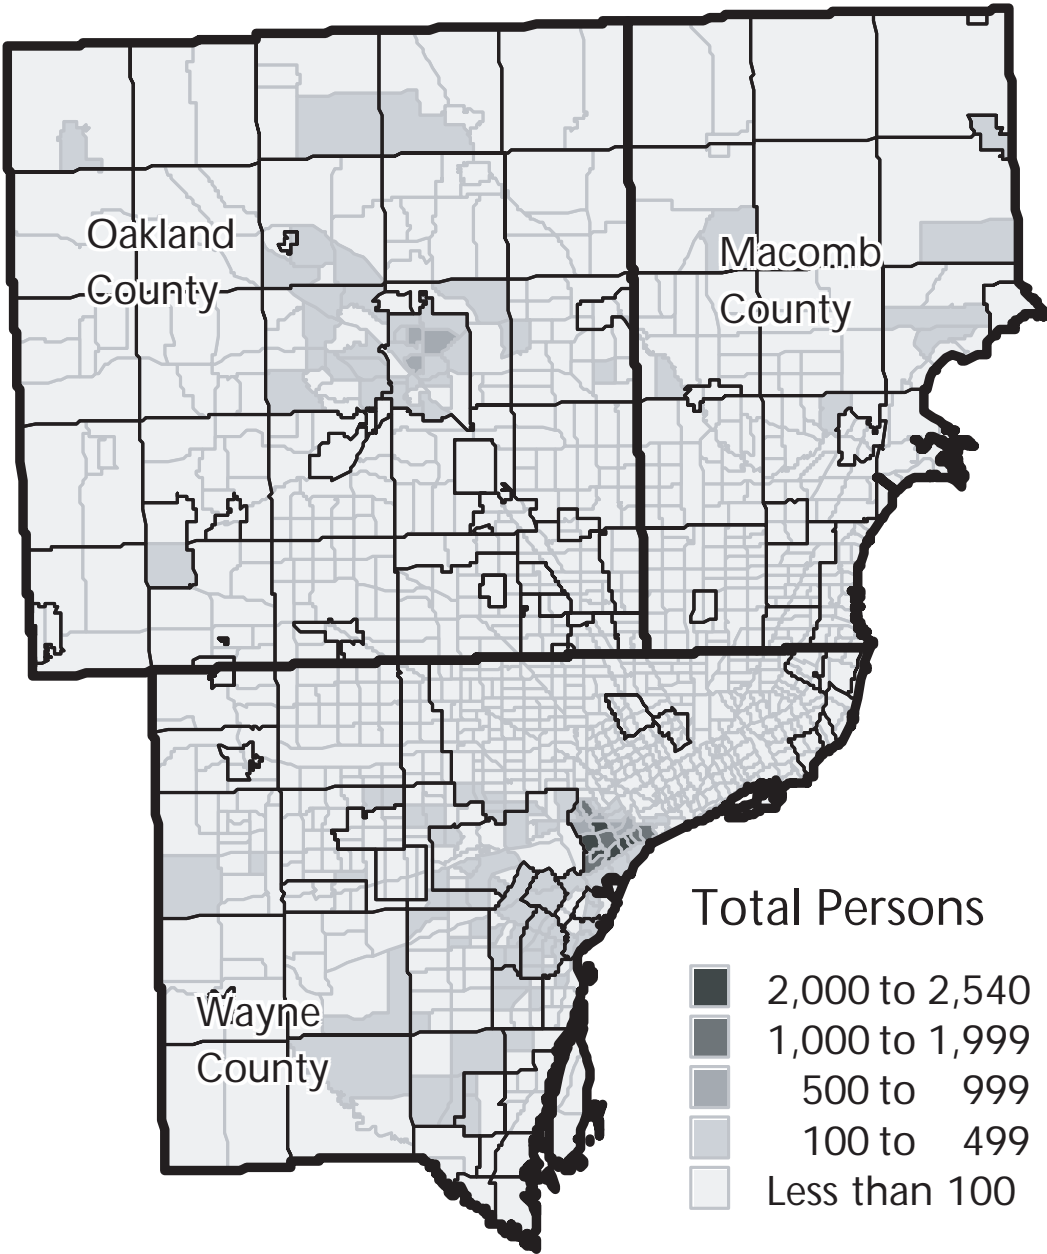 Oakland
County
Macomb
County
Wayne
County
Total Persons
2,000 to 2,540
1,000 to 1,999
500 to 999
100 to 499
Less than 100